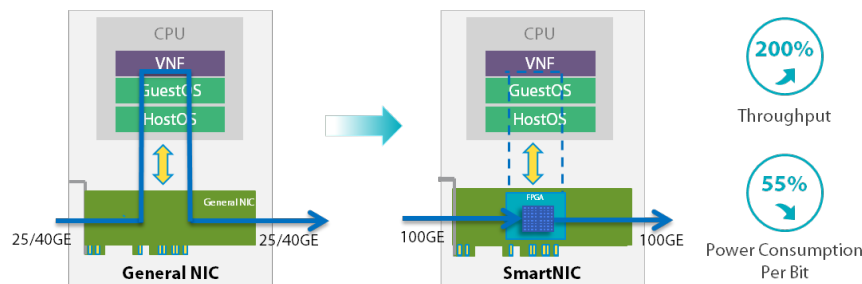 CPU
VNF
GuestOS
HostOS
General NIC
25/40GE
25/40GE
General NIC
CPU
VNF
GuestOS
HostOS
FPGA
100GE
100GE
SmartNIC
200%
Throughput
55%
Power Consumption
Per Bit